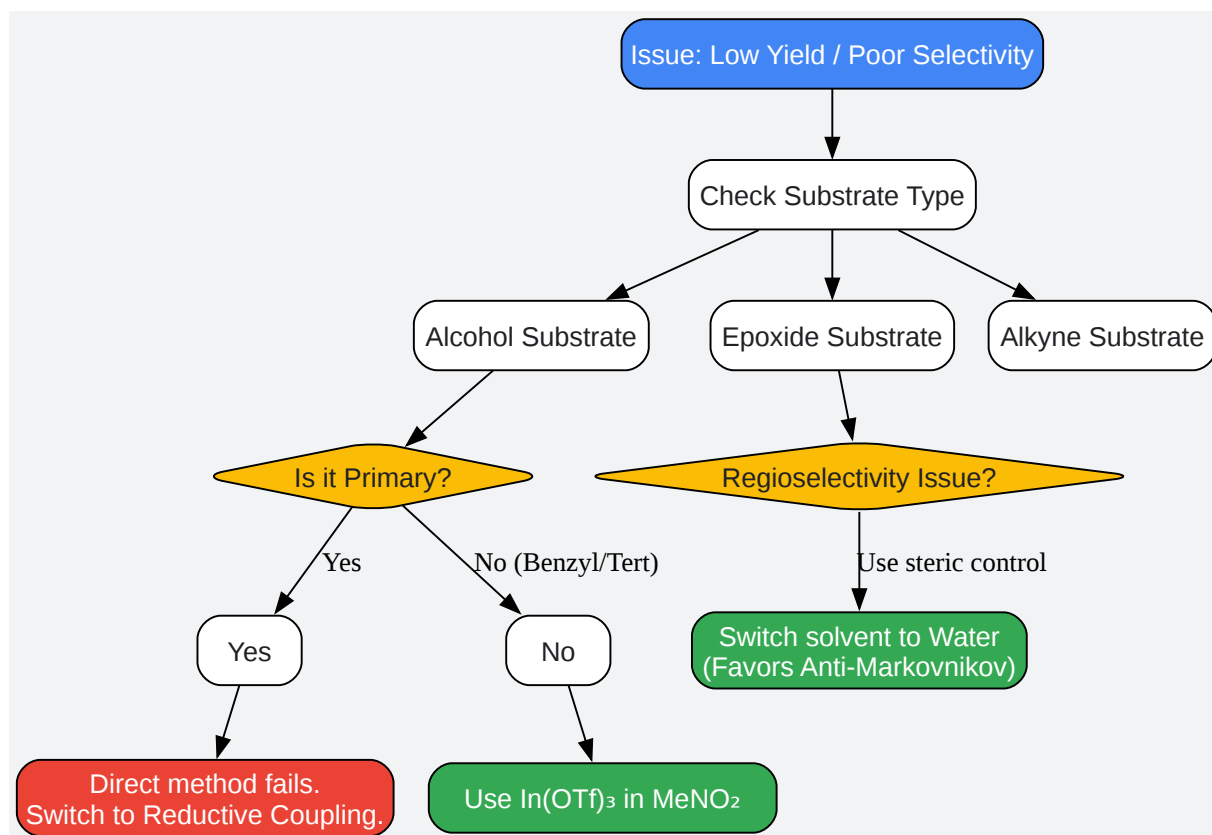 Issue: Low Yield / Poor Selectivity
Check Substrate Type
Alcohol Substrate
Epoxide Substrate
Alkyne Substrate
Is it Primary?
Regioselectivity Issue?
Yes
No (Benzyl/Tert)
Use steric control
Yes
No
Switch solvent to Water
(Favors Anti-Markovnikov)
Direct method fails.
Switch to Reductive Coupling.
Use In(OTf)₃ in MeNO₂